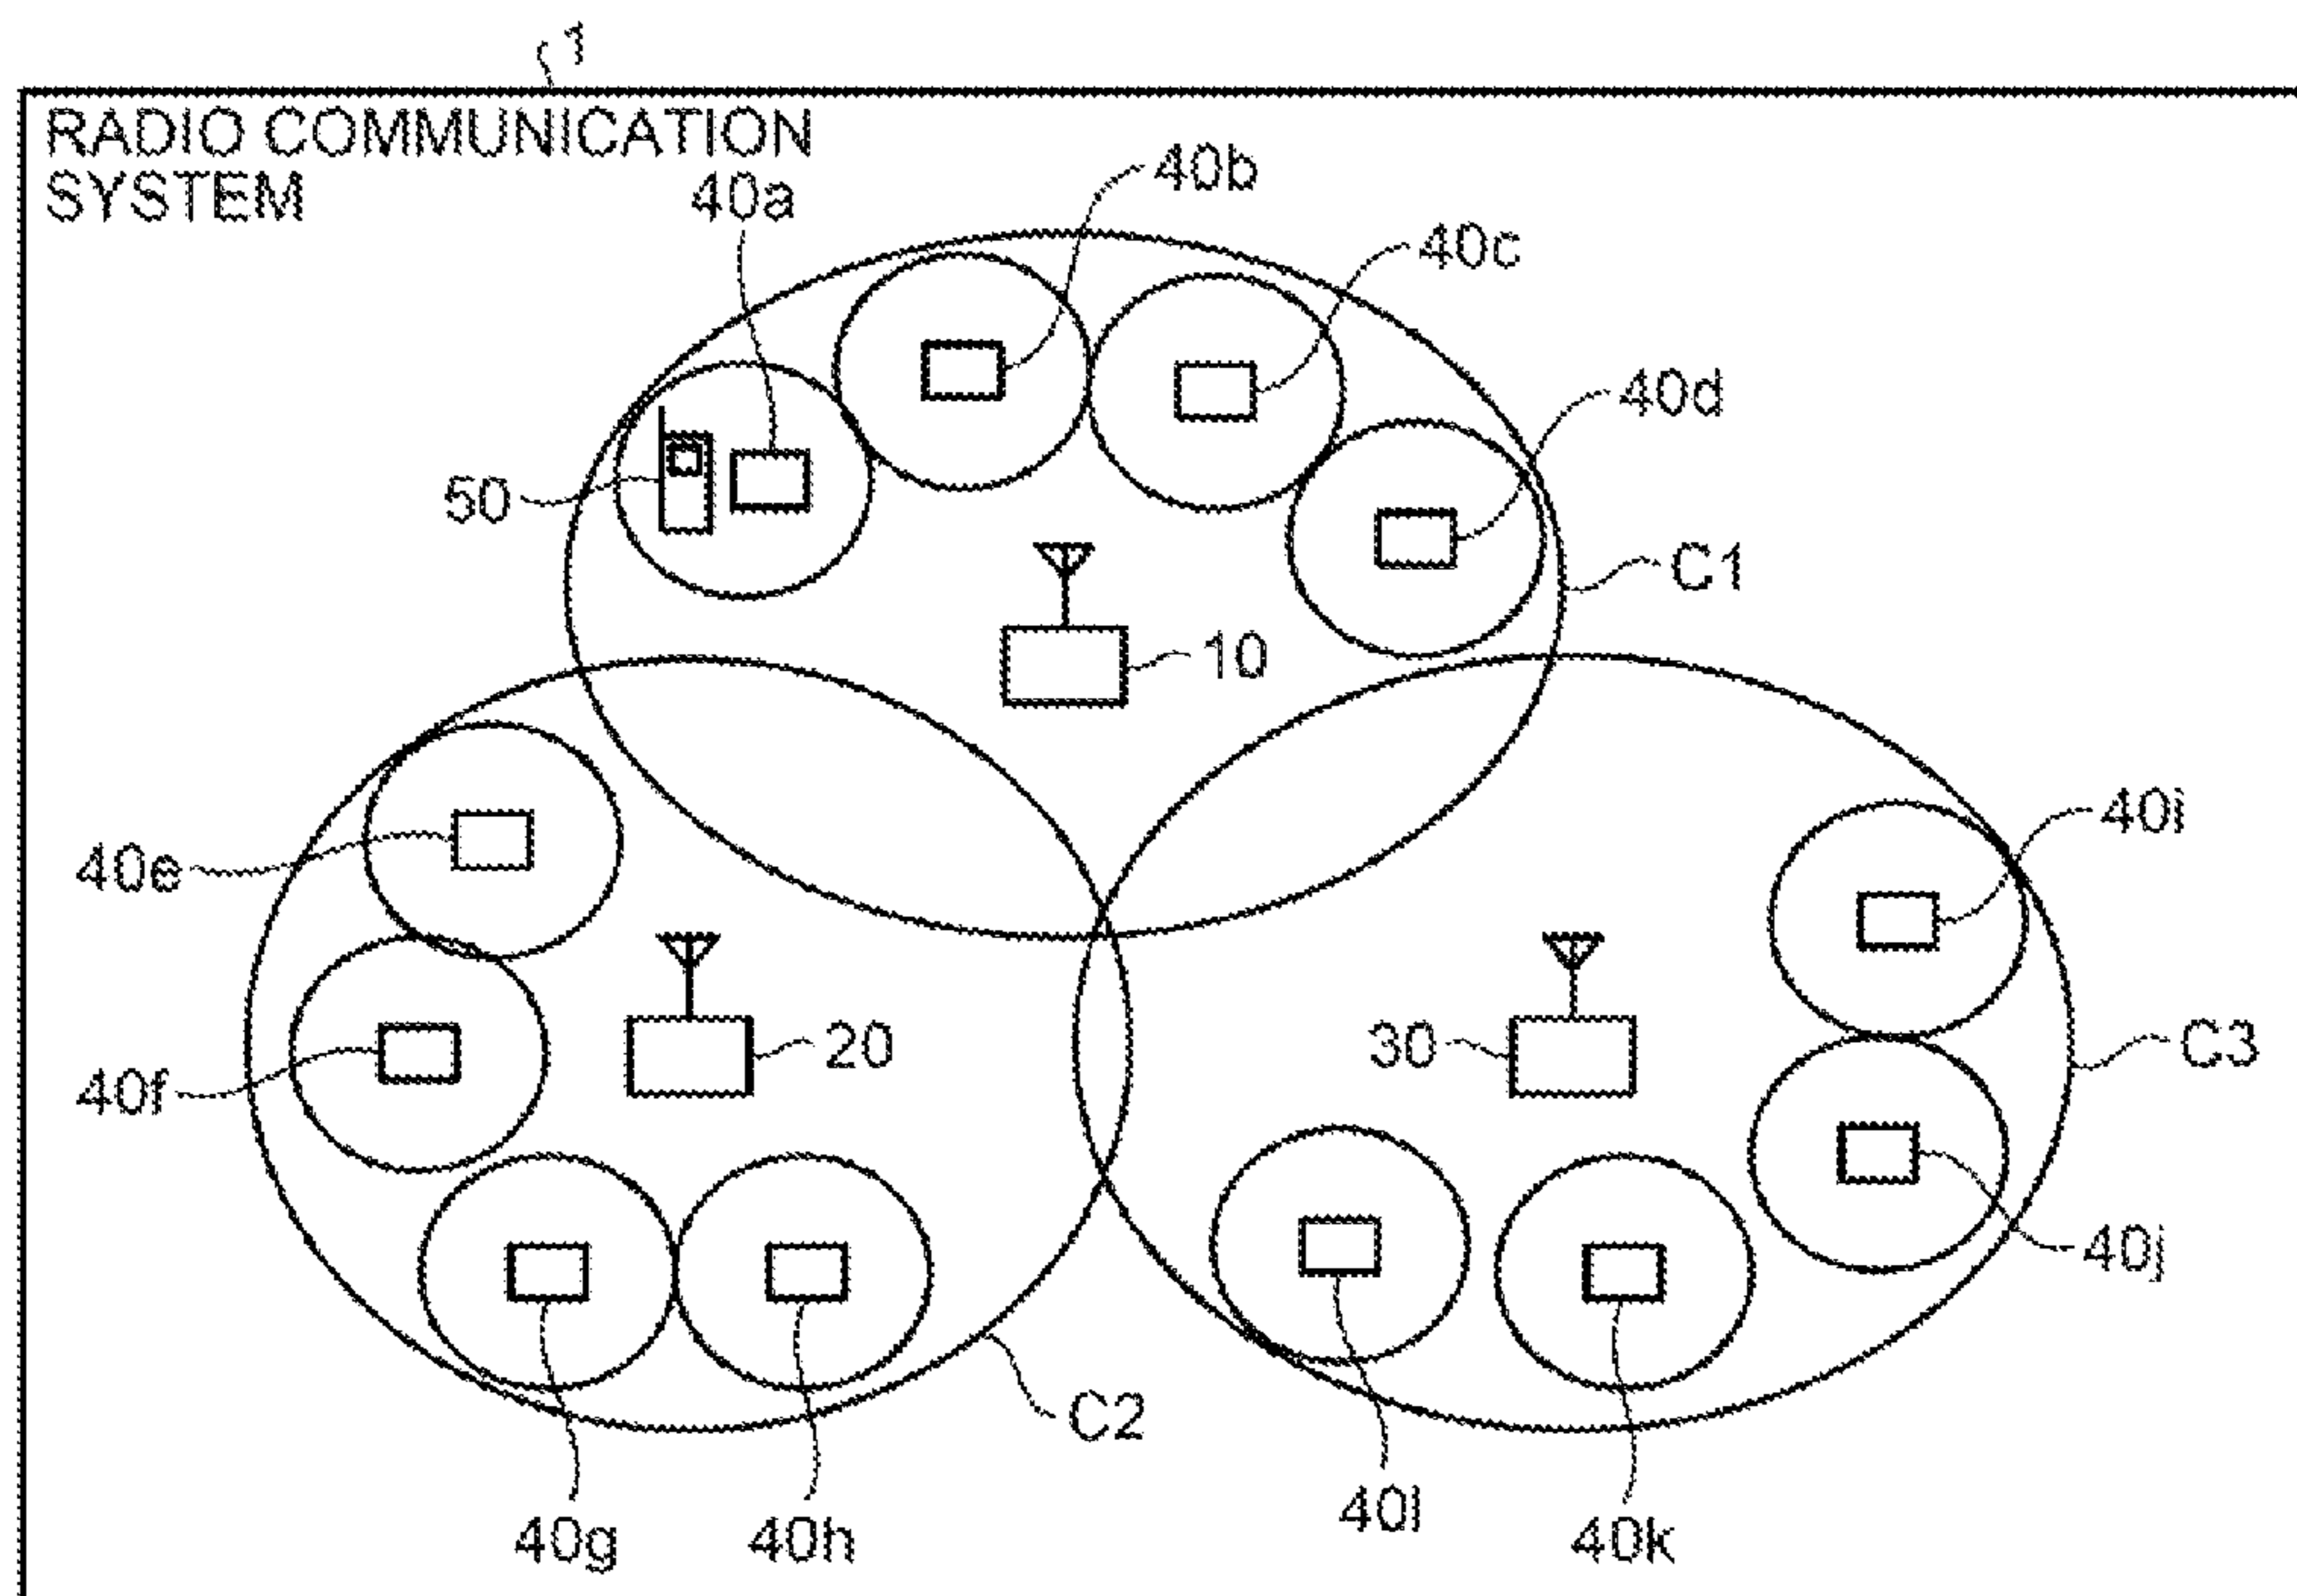 1
RADIO COMMUNICATION
SYSTEM
40a
40b
40c
40d
50
C1
10
40e
40i
40f
20
30
C3
40j
C2
40g
40h
40l
40k